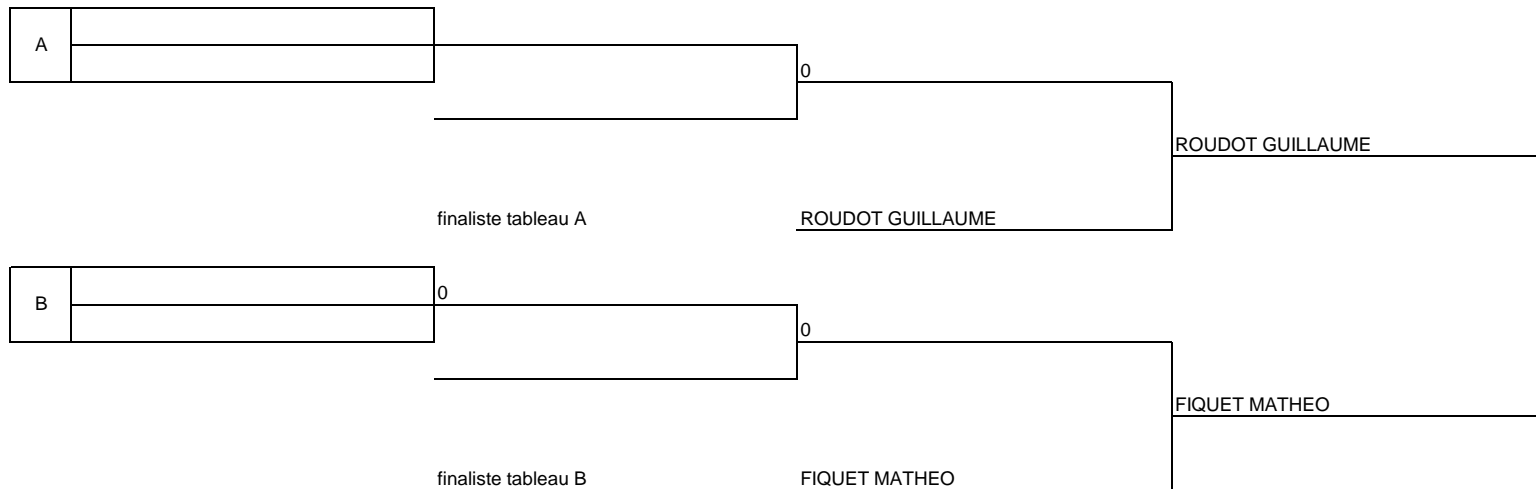 A
0
ROUDOT GUILLAUME
finaliste tableau A ROUDOT GUILLAUME
0
B
0
FIQUET MATHEO
finaliste tableau B FIQUET MATHEO